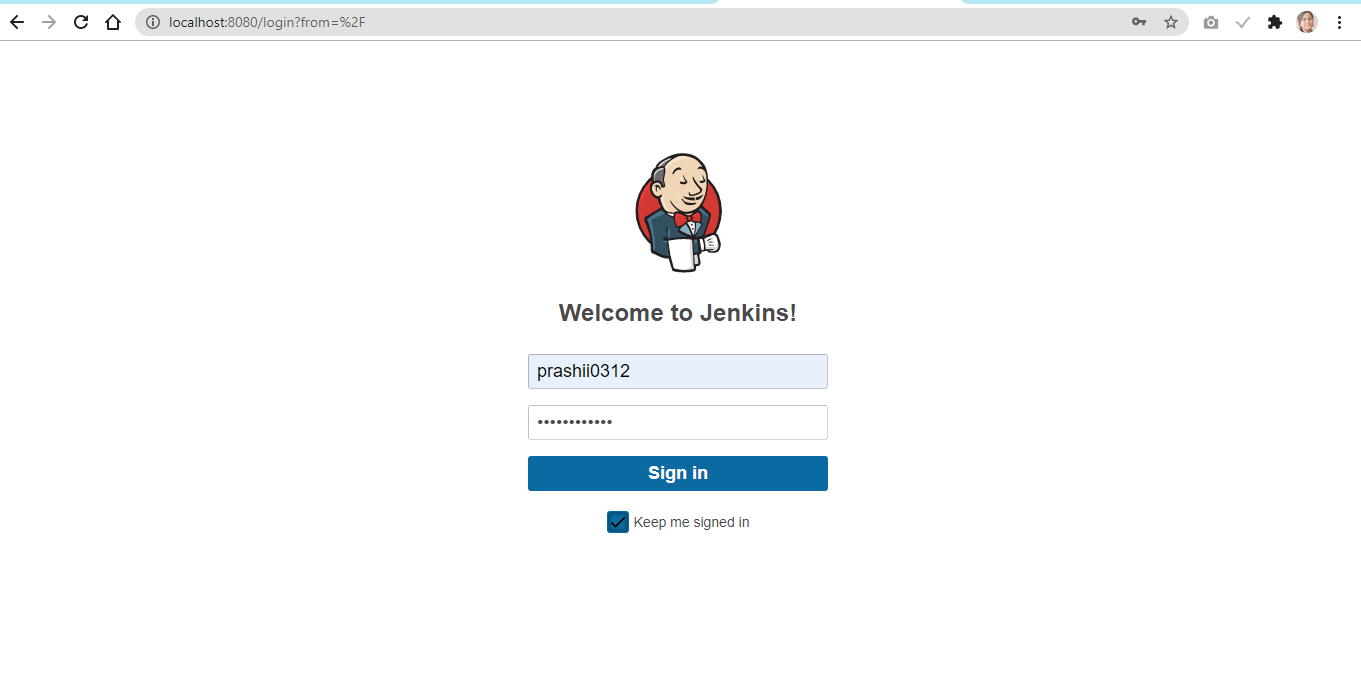 localhost:8080/login?from=%2F
Welcome to Jenkins!
prashii0312
••••••••••••
Sign in
Keep me signed in